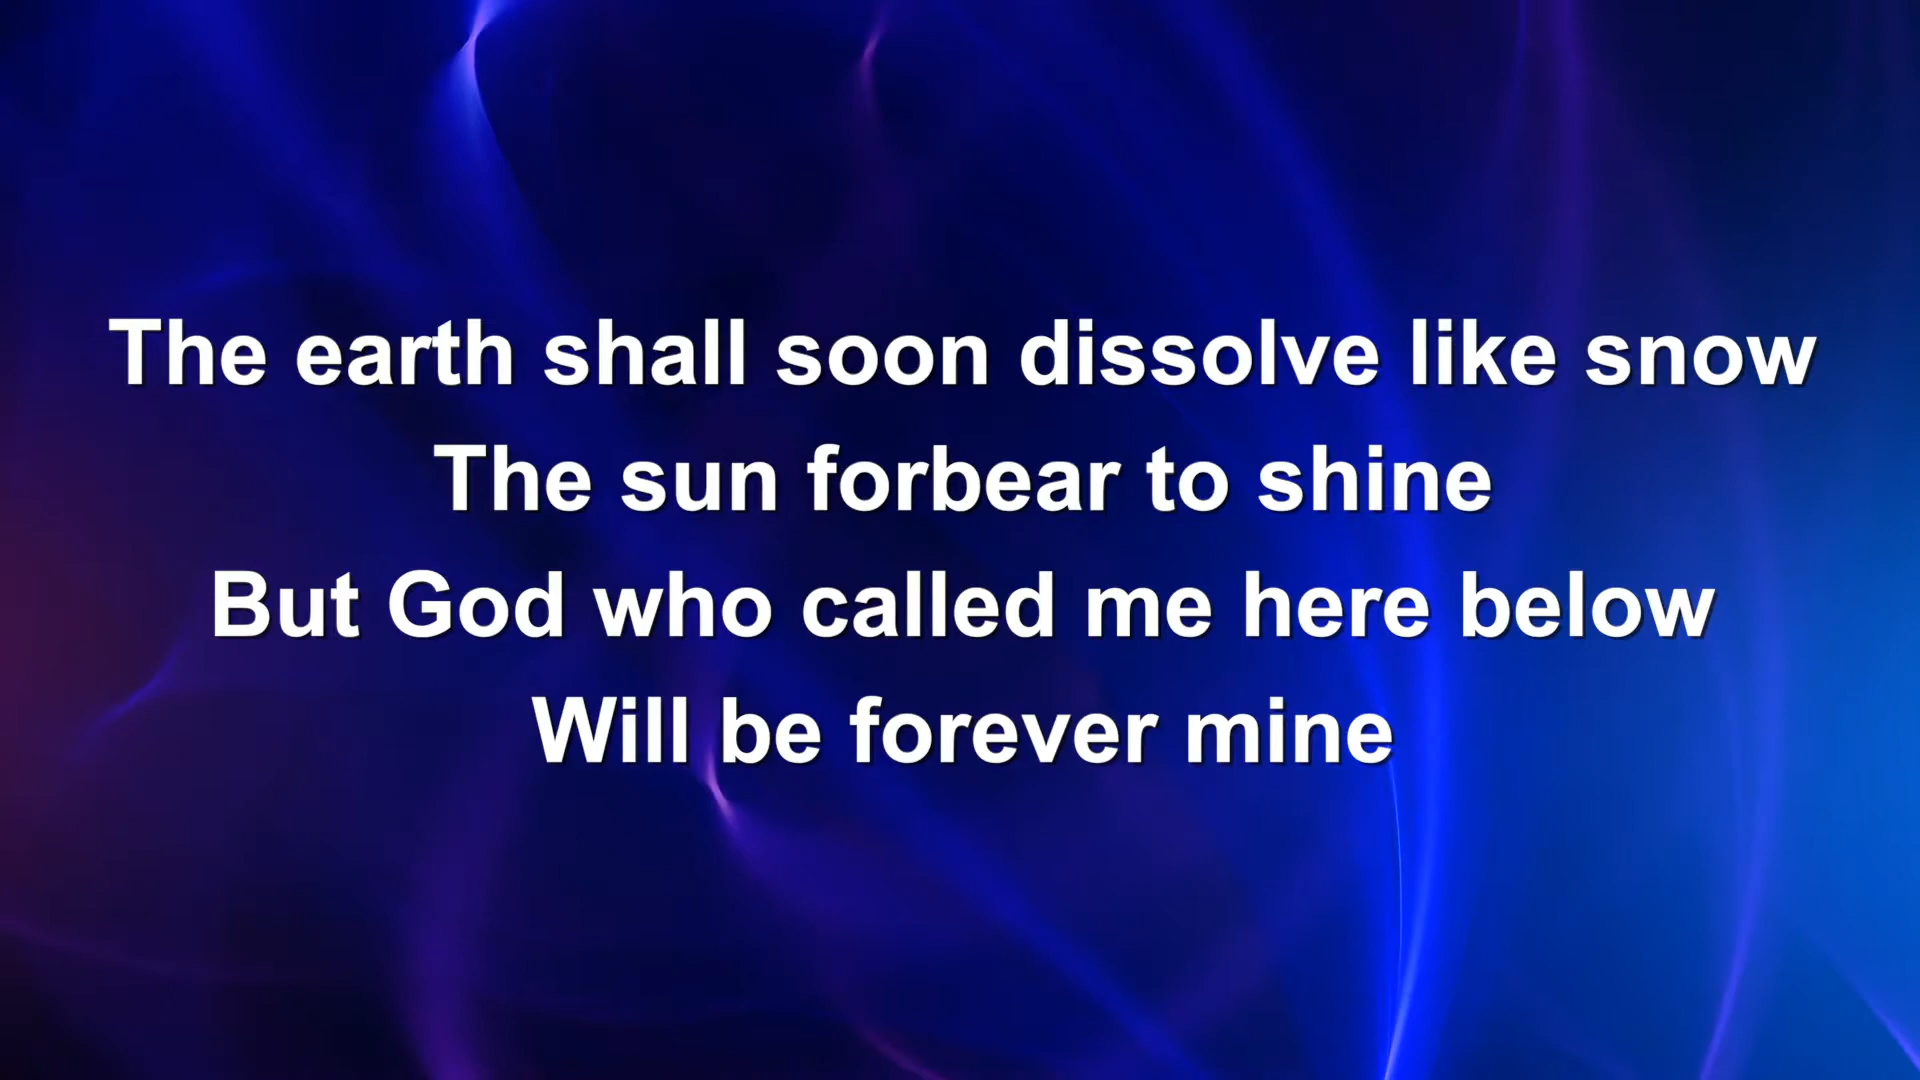 The earth shall soon dissolve like snow
The sun forbear to shine
But God who called me here below
Will be forever mine